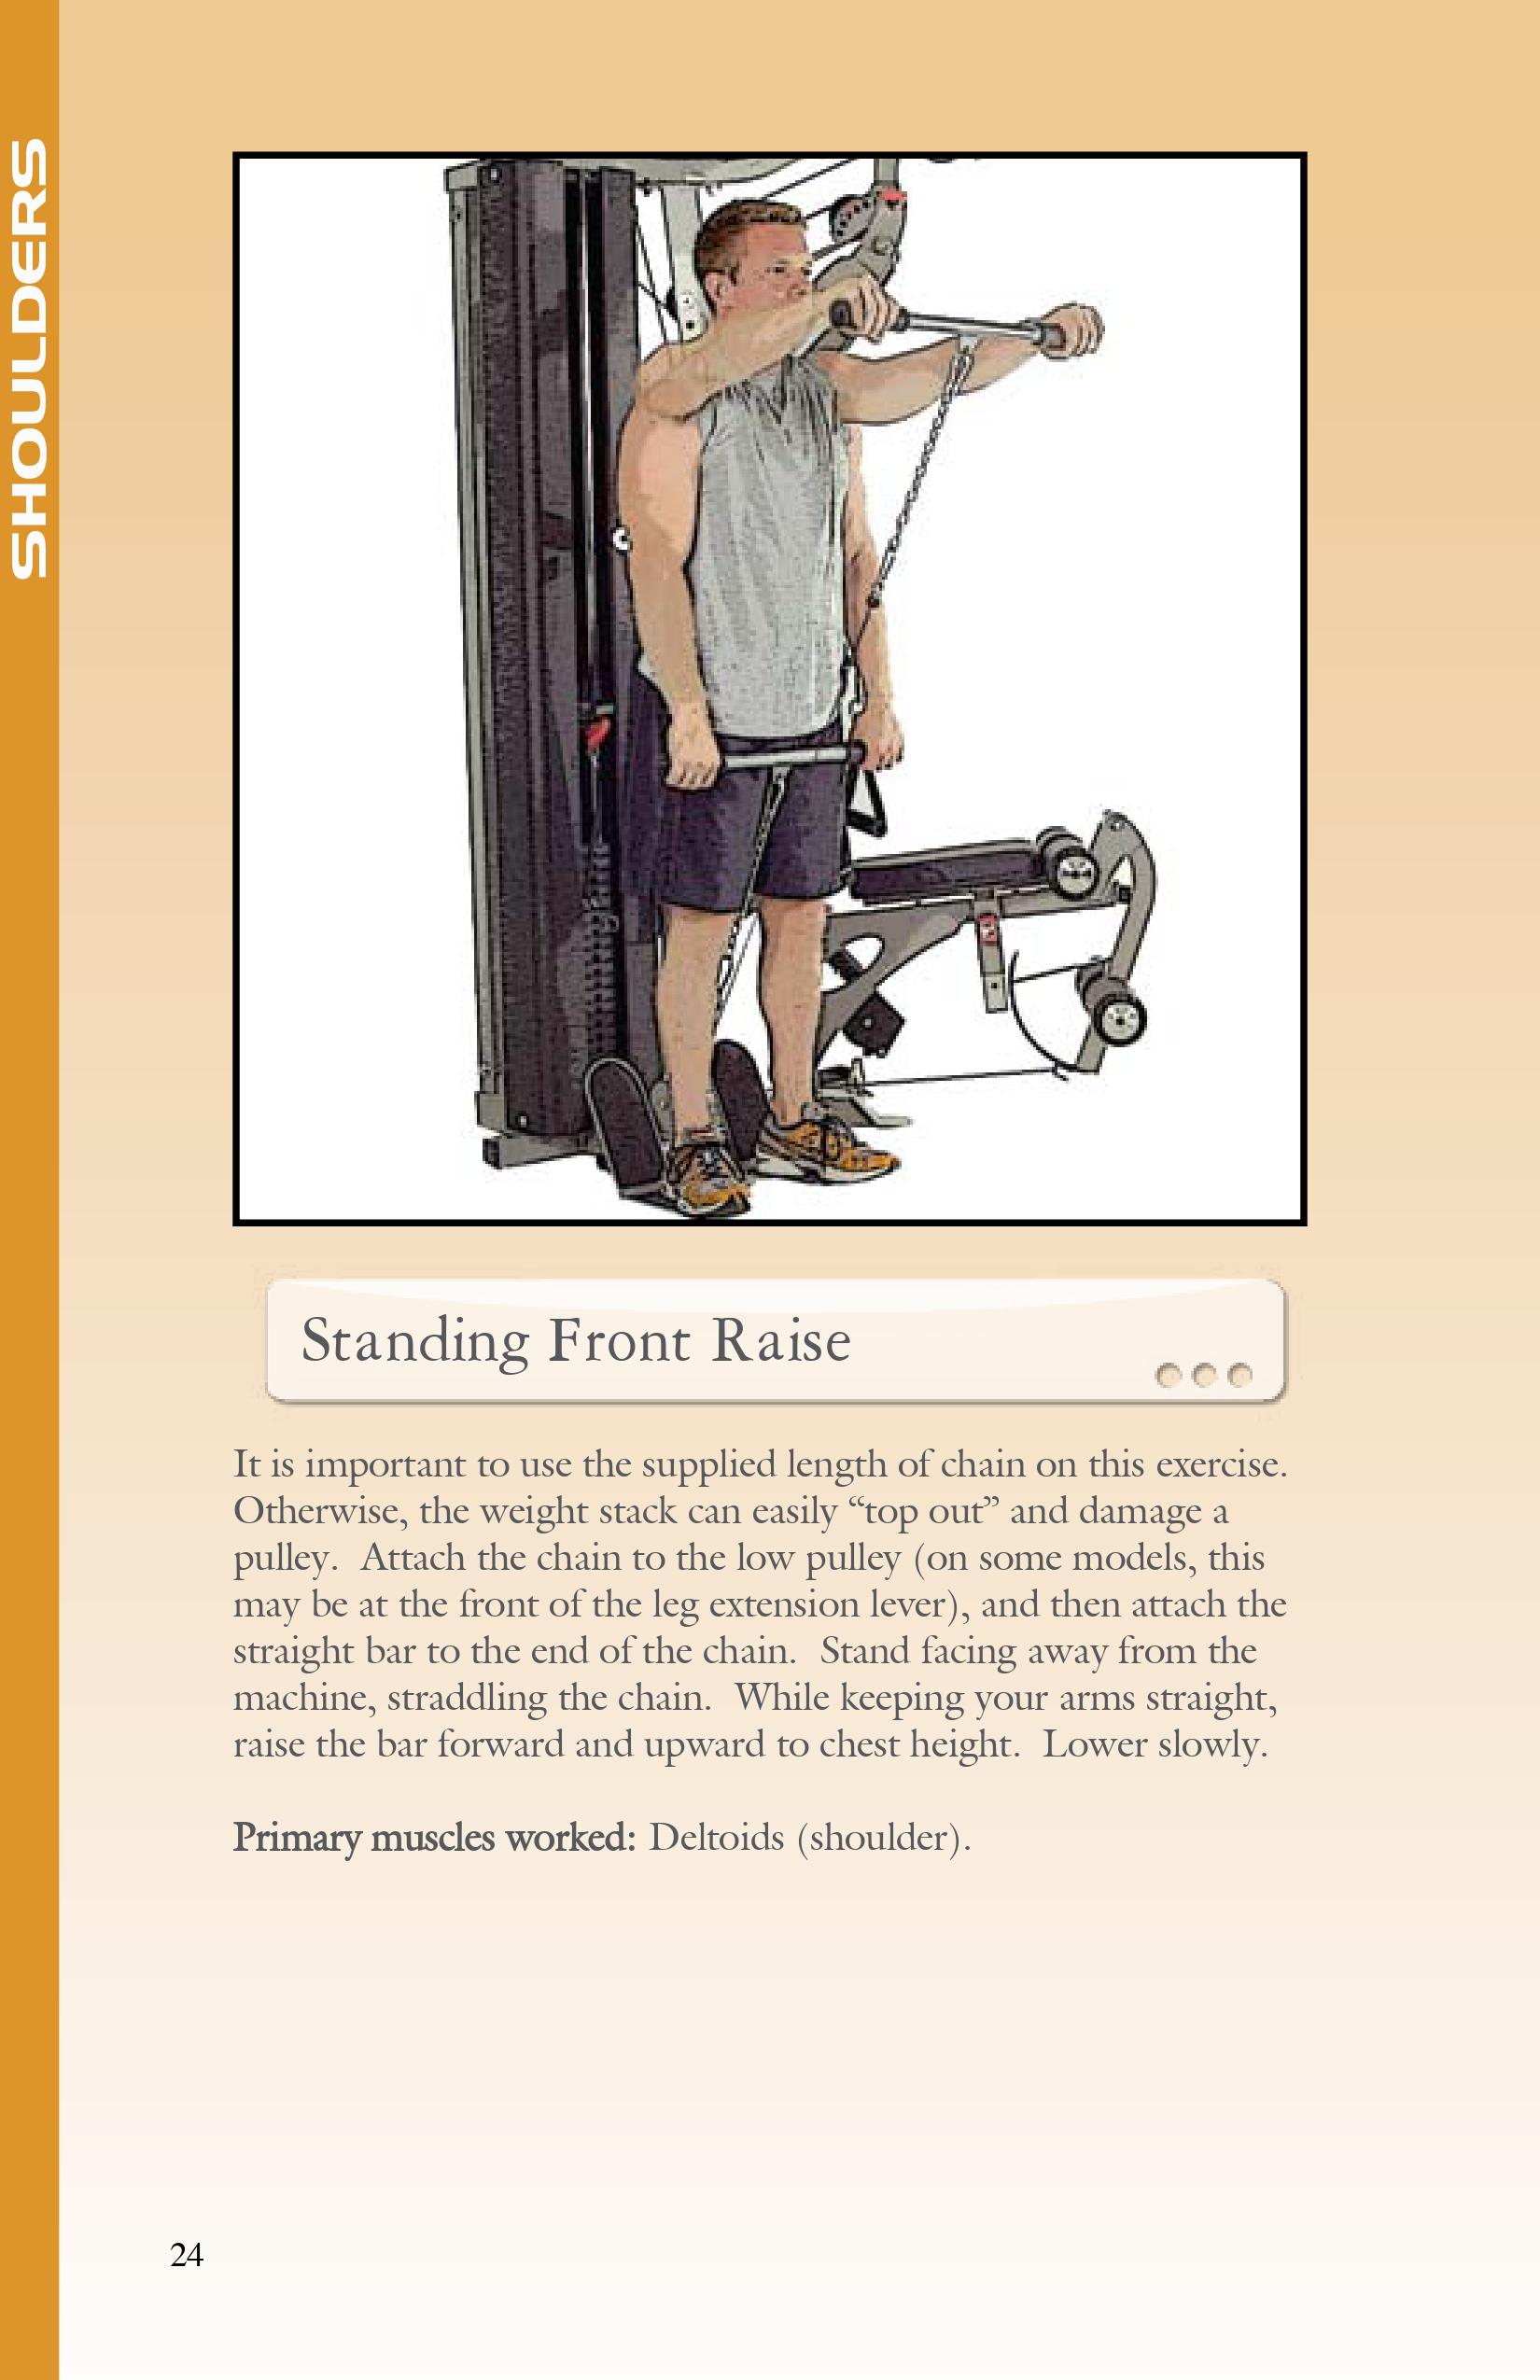 SHOULDERS
Standing Front Raise
It is important to use the supplied length of chain on this exercise.
Otherwise, the weight stack can easily “top out” and damage a
pulley.  Attach the chain to the low pulley (on some models, this
may be at the front of the leg extension lever), and then attach the
straight bar to the end of the chain.  Stand facing away from the
machine, straddling the chain.  While keeping your arms straight,
raise the bar forward and upward to chest height.  Lower slowly.
Primary muscles worked: Deltoids (shoulder).
24